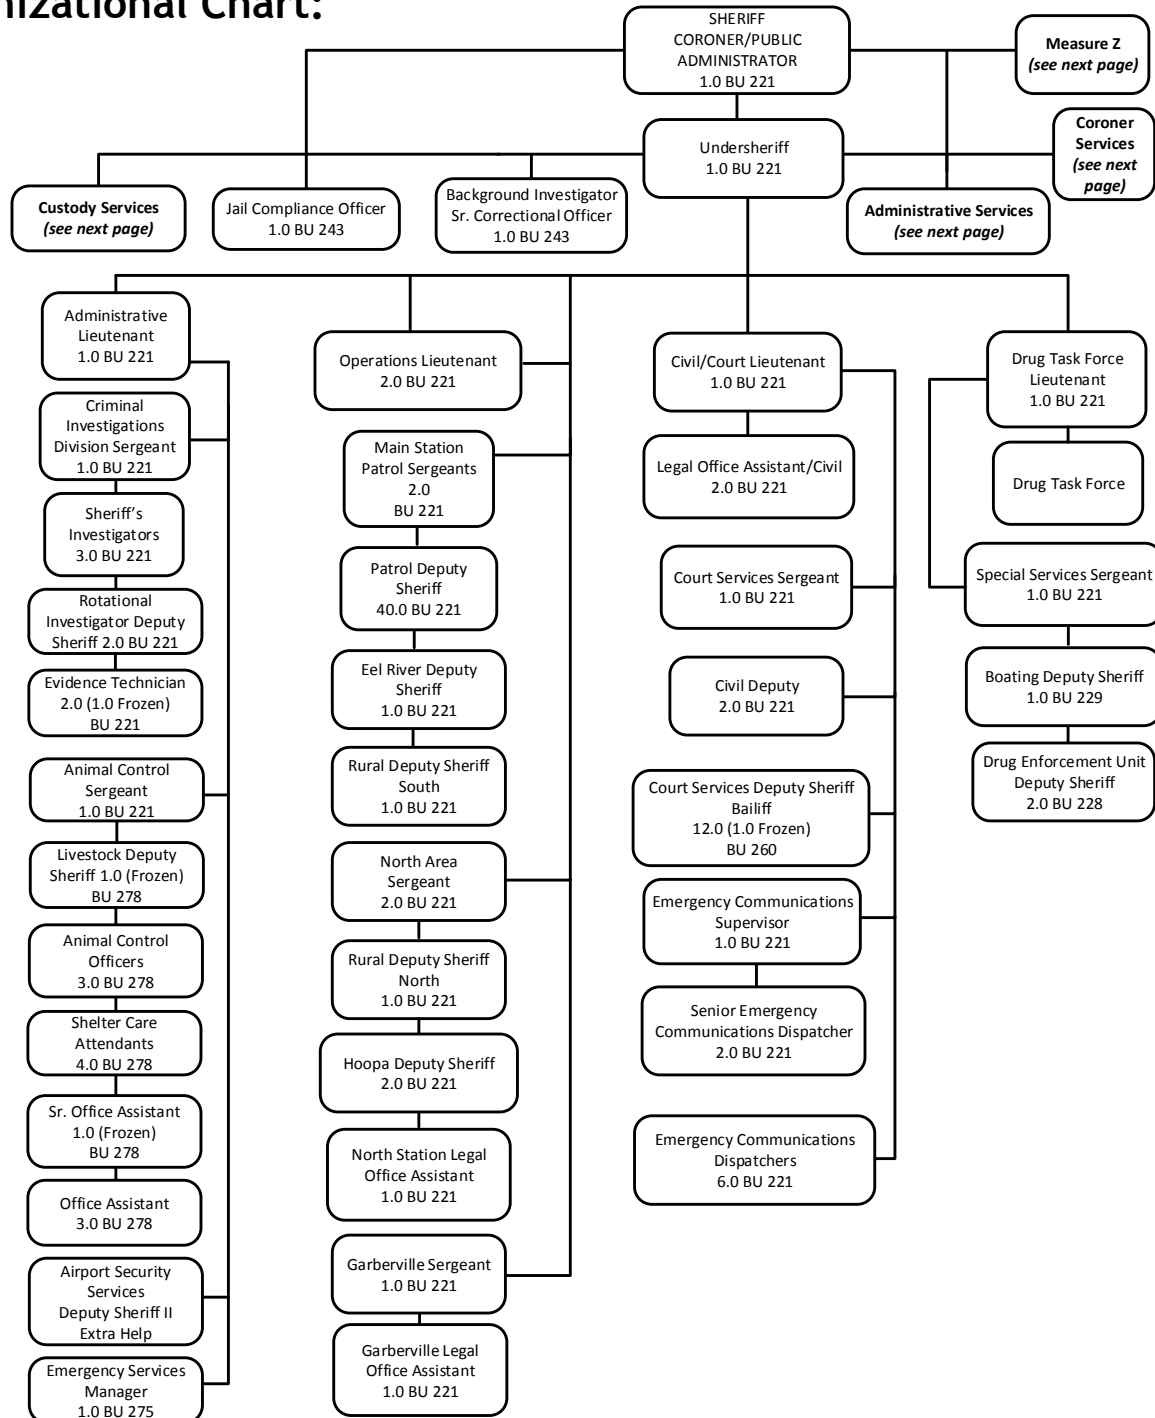 nizational Chart:
SHERIFF
CORONER/PUBLIC
ADMINISTRATOR
1.0 BU 221
Measure Z
(see next page)
Undersheriff
1.0 BU 221
Coroner
Services
(see next
page)
Custody Services
(see next page)
Jail Compliance Officer
1.0 BU 243
Background Investigator
Sr. Correctional Officer
1.0 BU 243
Administrative Services
(see next page)
Administrative
Lieutenant
1.0 BU 221
Criminal
Investigations
Division Sergeant
1.0 BU 221
Sheriff's
Investigators
3.0 BU 221
Rotational
Investigator Deputy
Sheriff 2.0 BU 221
Evidence Technician
2.0 (1.0 Frozen)
BU 221
Animal Control
Sergeant
1.0 BU 221
Livestock Deputy
Sheriff 1.0 (Frozen)
BU 278
Animal Control
Officers
3.0 BU 278
Shelter Care
Attendants
4.0 BU 278
Sr. Office Assistant
1.0 (Frozen)
BU 278
Office Assistant
3.0 BU 278
Airport Security
Services
Deputy Sheriff II
Extra Help
Emergency Services
Manager
1.0 BU 275
Operations Lieutenant
2.0 BU 221
Main Station
Patrol Sergeants
2.0
BU 221
Patrol Deputy
Sheriff
40.0 BU 221
Eel River Deputy
Sheriff
1.0 BU 221
Rural Deputy Sheriff
South
1.0 BU 221
North Area
Sergeant
2.0 BU 221
Rural Deputy Sheriff
North
1.0 BU 221
Hoopa Deputy Sheriff
2.0 BU 221
North Station Legal
Office Assistant
1.0 BU 221
Garberville Sergeant
1.0 BU 221
Garberville Legal
Office Assistant
1.0 BU 221
Civil/Court Lieutenant
1.0 BU 221
Legal Office Assistant/Civil
2.0 BU 221
Court Services Sergeant
1.0 BU 221
Civil Deputy
2.0 BU 221
Court Services Deputy Sheriff
Bailiff
12.0 (1.0 Frozen)
BU 260
Emergency Communications
Supervisor
1.0 BU 221
Senior Emergency
Communications Dispatcher
2.0 BU 221
Emergency Communications
Dispatchers
6.0 BU 221
Drug Task Force
Lieutenant
1.0 BU 221
Drug Task Force
Special Services Sergeant
1.0 BU 221
Boating Deputy Sheriff
1.0 BU 229
Drug Enforcement Unit
Deputy Sheriff
2.0 BU 228